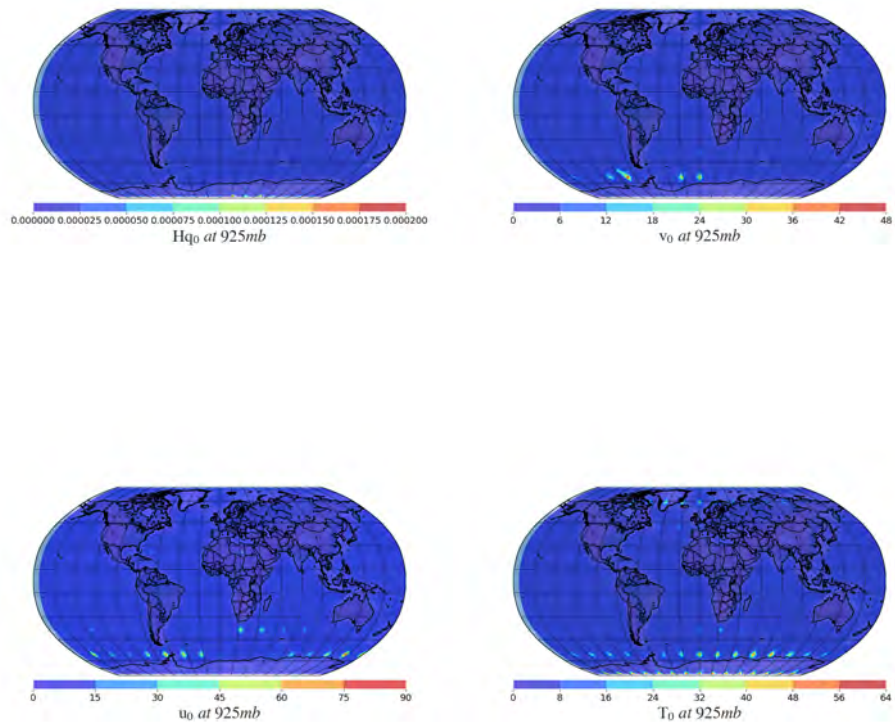 0.000000 0.000025 0.000050 0.000075 0.000100 0.000125 0.000150 0.000175 0.000200
Hq₀ at 925mb
0 6 12 18 24 30 36 42 48
v₀ at 925mb
0 15 30 45 60 75 90
u₀ at 925mb
0 8 16 24 32 40 48 56 64
T₀ at 925mb